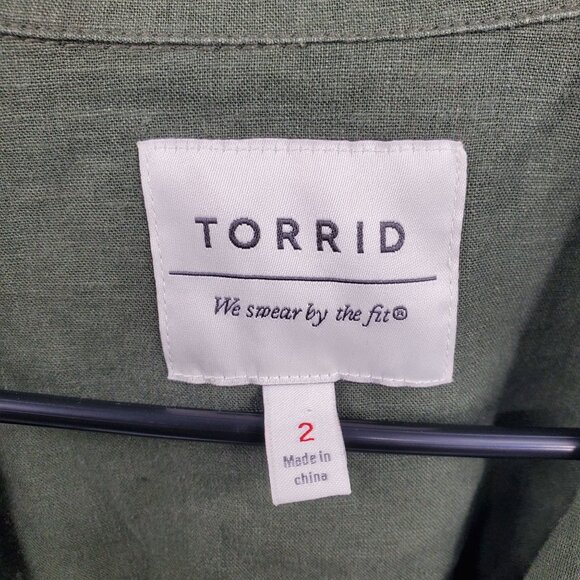 TORRID
We swear by the fit®
2
Made in
china